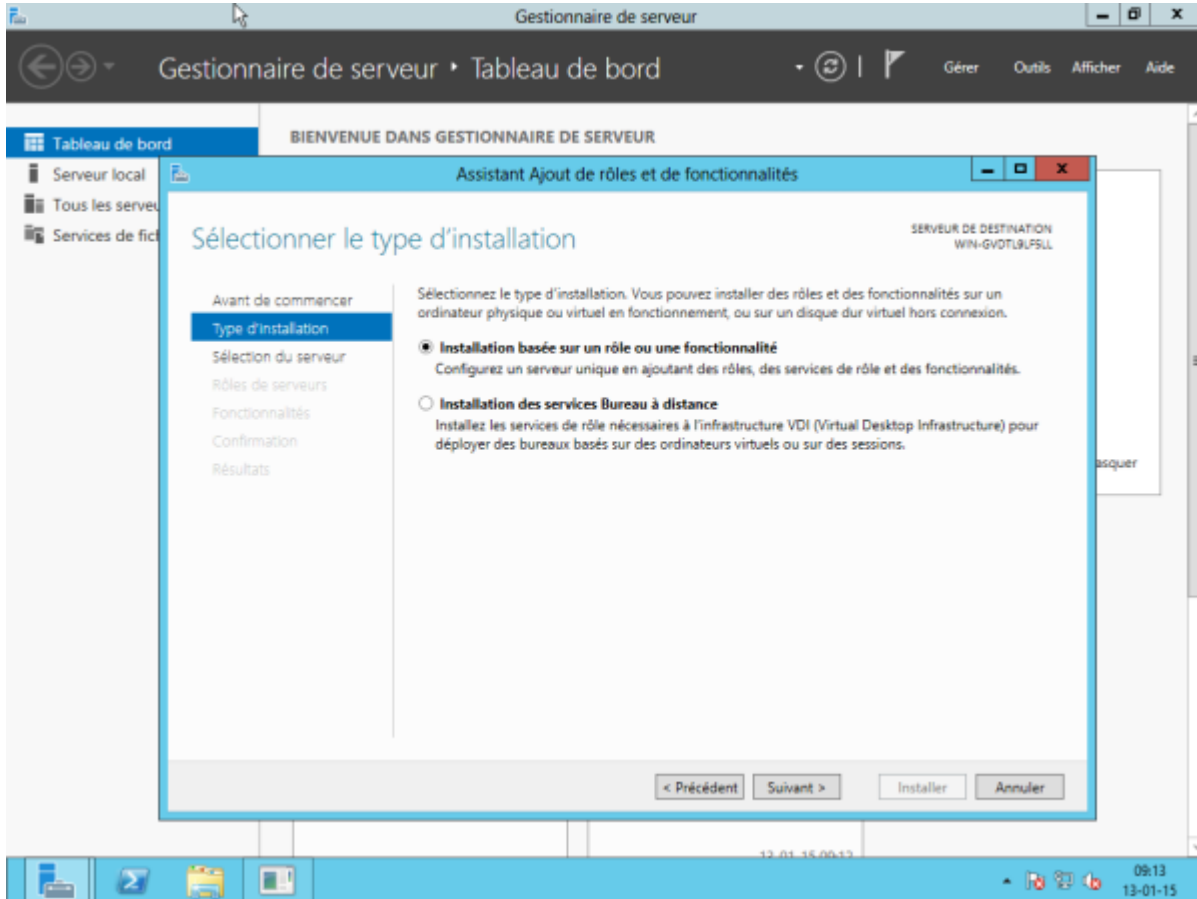 Gestionnaire de serveur
Gestionnaire de serveur • Tableau de bord
Gérer Outils Afficher Aide
Tableau de bord
BIENVENUE DANS GESTIONNAIRE DE SERVEUR
Serveur local
Tous les serveu
Services de fich
Assistant Ajout de rôles et de fonctionnalités
Sélectionner le type d'installation
SERVEUR DE DESTINATION
WIN-GVDTL9LFSLL
Avant de commencer
Type d'installation
Sélection du serveur
Rôles de serveurs
Fonctionnalités
Confirmation
Résultats
Sélectionnez le type d'installation. Vous pouvez installer des rôles et des fonctionnalités sur un
ordinateur physique ou virtuel en fonctionnement, ou sur un disque dur virtuel hors connexion.
Installation basée sur un rôle ou une fonctionnalité
Configurez un serveur unique en ajoutant des rôles, des services de rôle et des fonctionnalités.
Installation des services Bureau à distance
Installez les services de rôle nécessaires à l'infrastructure VDI (Virtual Desktop Infrastructure) pour
déployer des bureaux basés sur des ordinateurs virtuels ou sur des sessions.
asquer
< Précédent Suivant > Installer Annuler
13-01-15 09:13
09:13
13-01-15